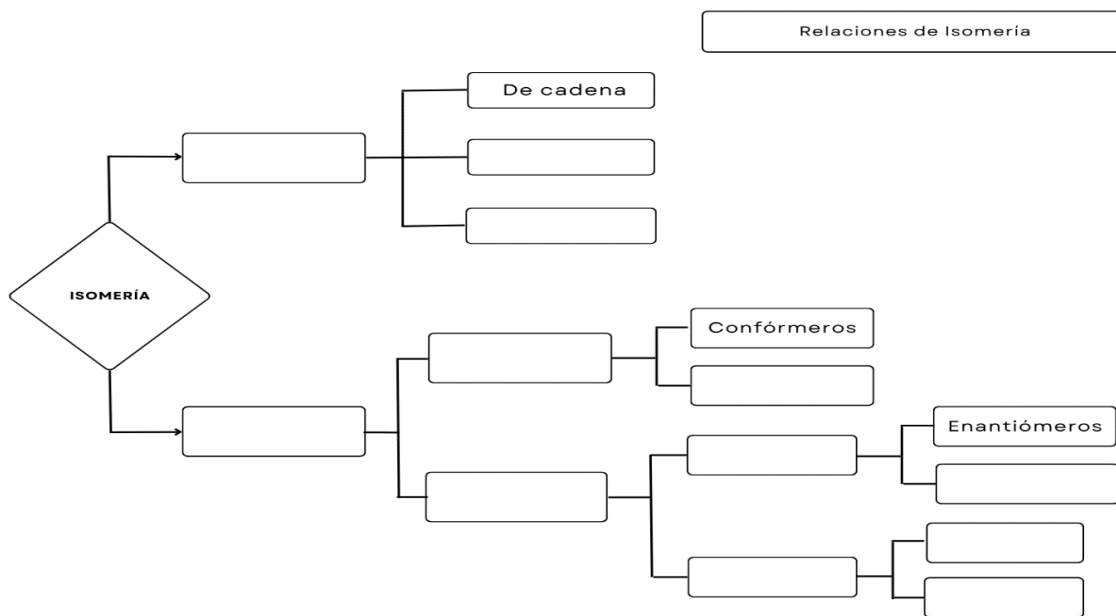 Relaciones de Isomería
De cadena
ISOMERÍA
Confórmeros
Enantiómeros